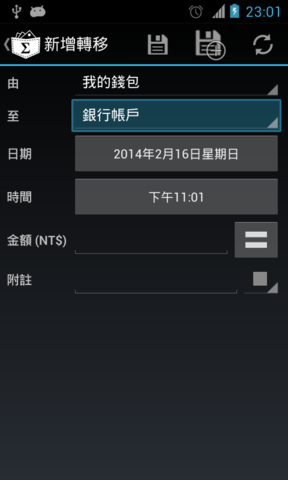 23:01
Σ
新增轉移
#
由 我的錢包
至 銀行帳戶
日期 2014年2月16日星期日
時間 下午11:01
金額 (NT$)
附註